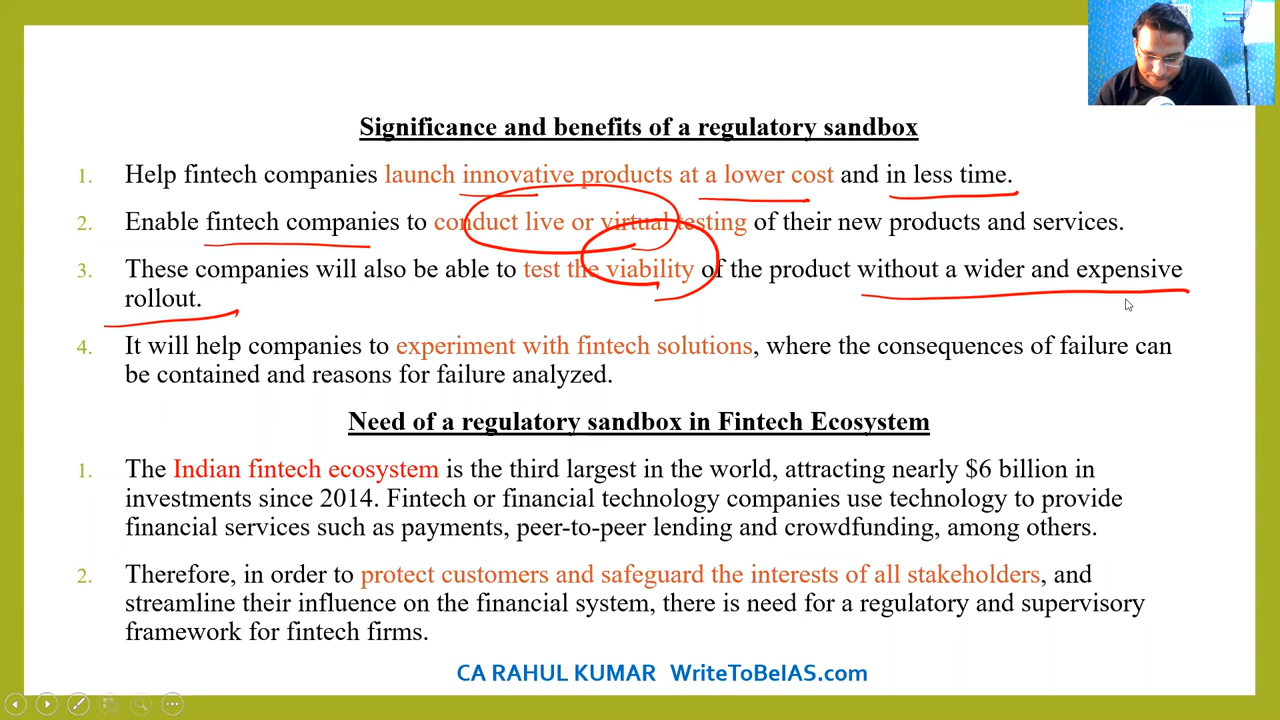 Significance and benefits of a regulatory sandbox
1. Help fintech companies launch innovative products at a lower cost and in less time.
2. Enable fintech companies to conduct live or virtual testing of their new products and services.
3. These companies will also be able to test the viability of the product without a wider and expensive
rollout.
4. It will help companies to experiment with fintech solutions, where the consequences of failure can
be contained and reasons for failure analyzed.
Need of a regulatory sandbox in Fintech Ecosystem
1. The Indian fintech ecosystem is the third largest in the world, attracting nearly $6 billion in
investments since 2014. Fintech or financial technology companies use technology to provide
financial services such as payments, peer-to-peer lending and crowdfunding, among others.
2. Therefore, in order to protect customers and safeguard the interests of all stakeholders, and
streamline their influence on the financial system, there is need for a regulatory and supervisory
framework for fintech firms.
CA RAHUL KUMAR WriteToBeIAS.com